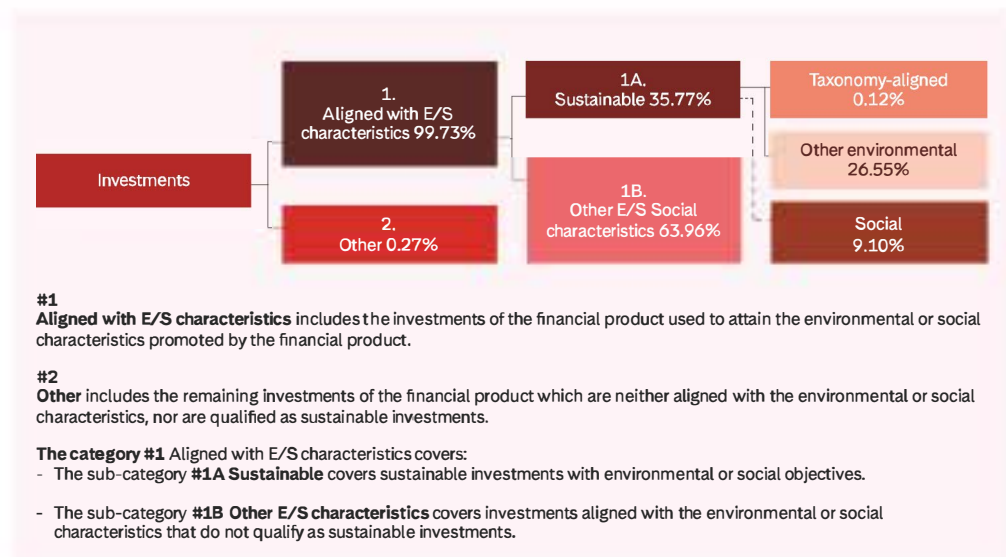 Investments
1.
Aligned with E/S
characteristics 99.73%
2.
Other 0.27%
1A.
Sustainable 35.77%
1B.
Other E/S Social
characteristics 63.96%
Taxonomy-aligned
0.12%
Other environmental
26.55%
Social
9.10%
#1
Aligned with E/S characteristics includes the investments of the financial product used to attain the environmental or social
characteristics promoted by the financial product.
#2
Other includes the remaining investments of the financial product which are neither aligned with the environmental or social
characteristics, nor are qualified as sustainable investments.
The category #1 Aligned with E/S characteristics covers:
- The sub-category #1A Sustainable covers sustainable investments with environmental or social objectives.
- The sub-category #1B Other E/S characteristics covers investments aligned with the environmental or social
characteristics that do not qualify as sustainable investments.